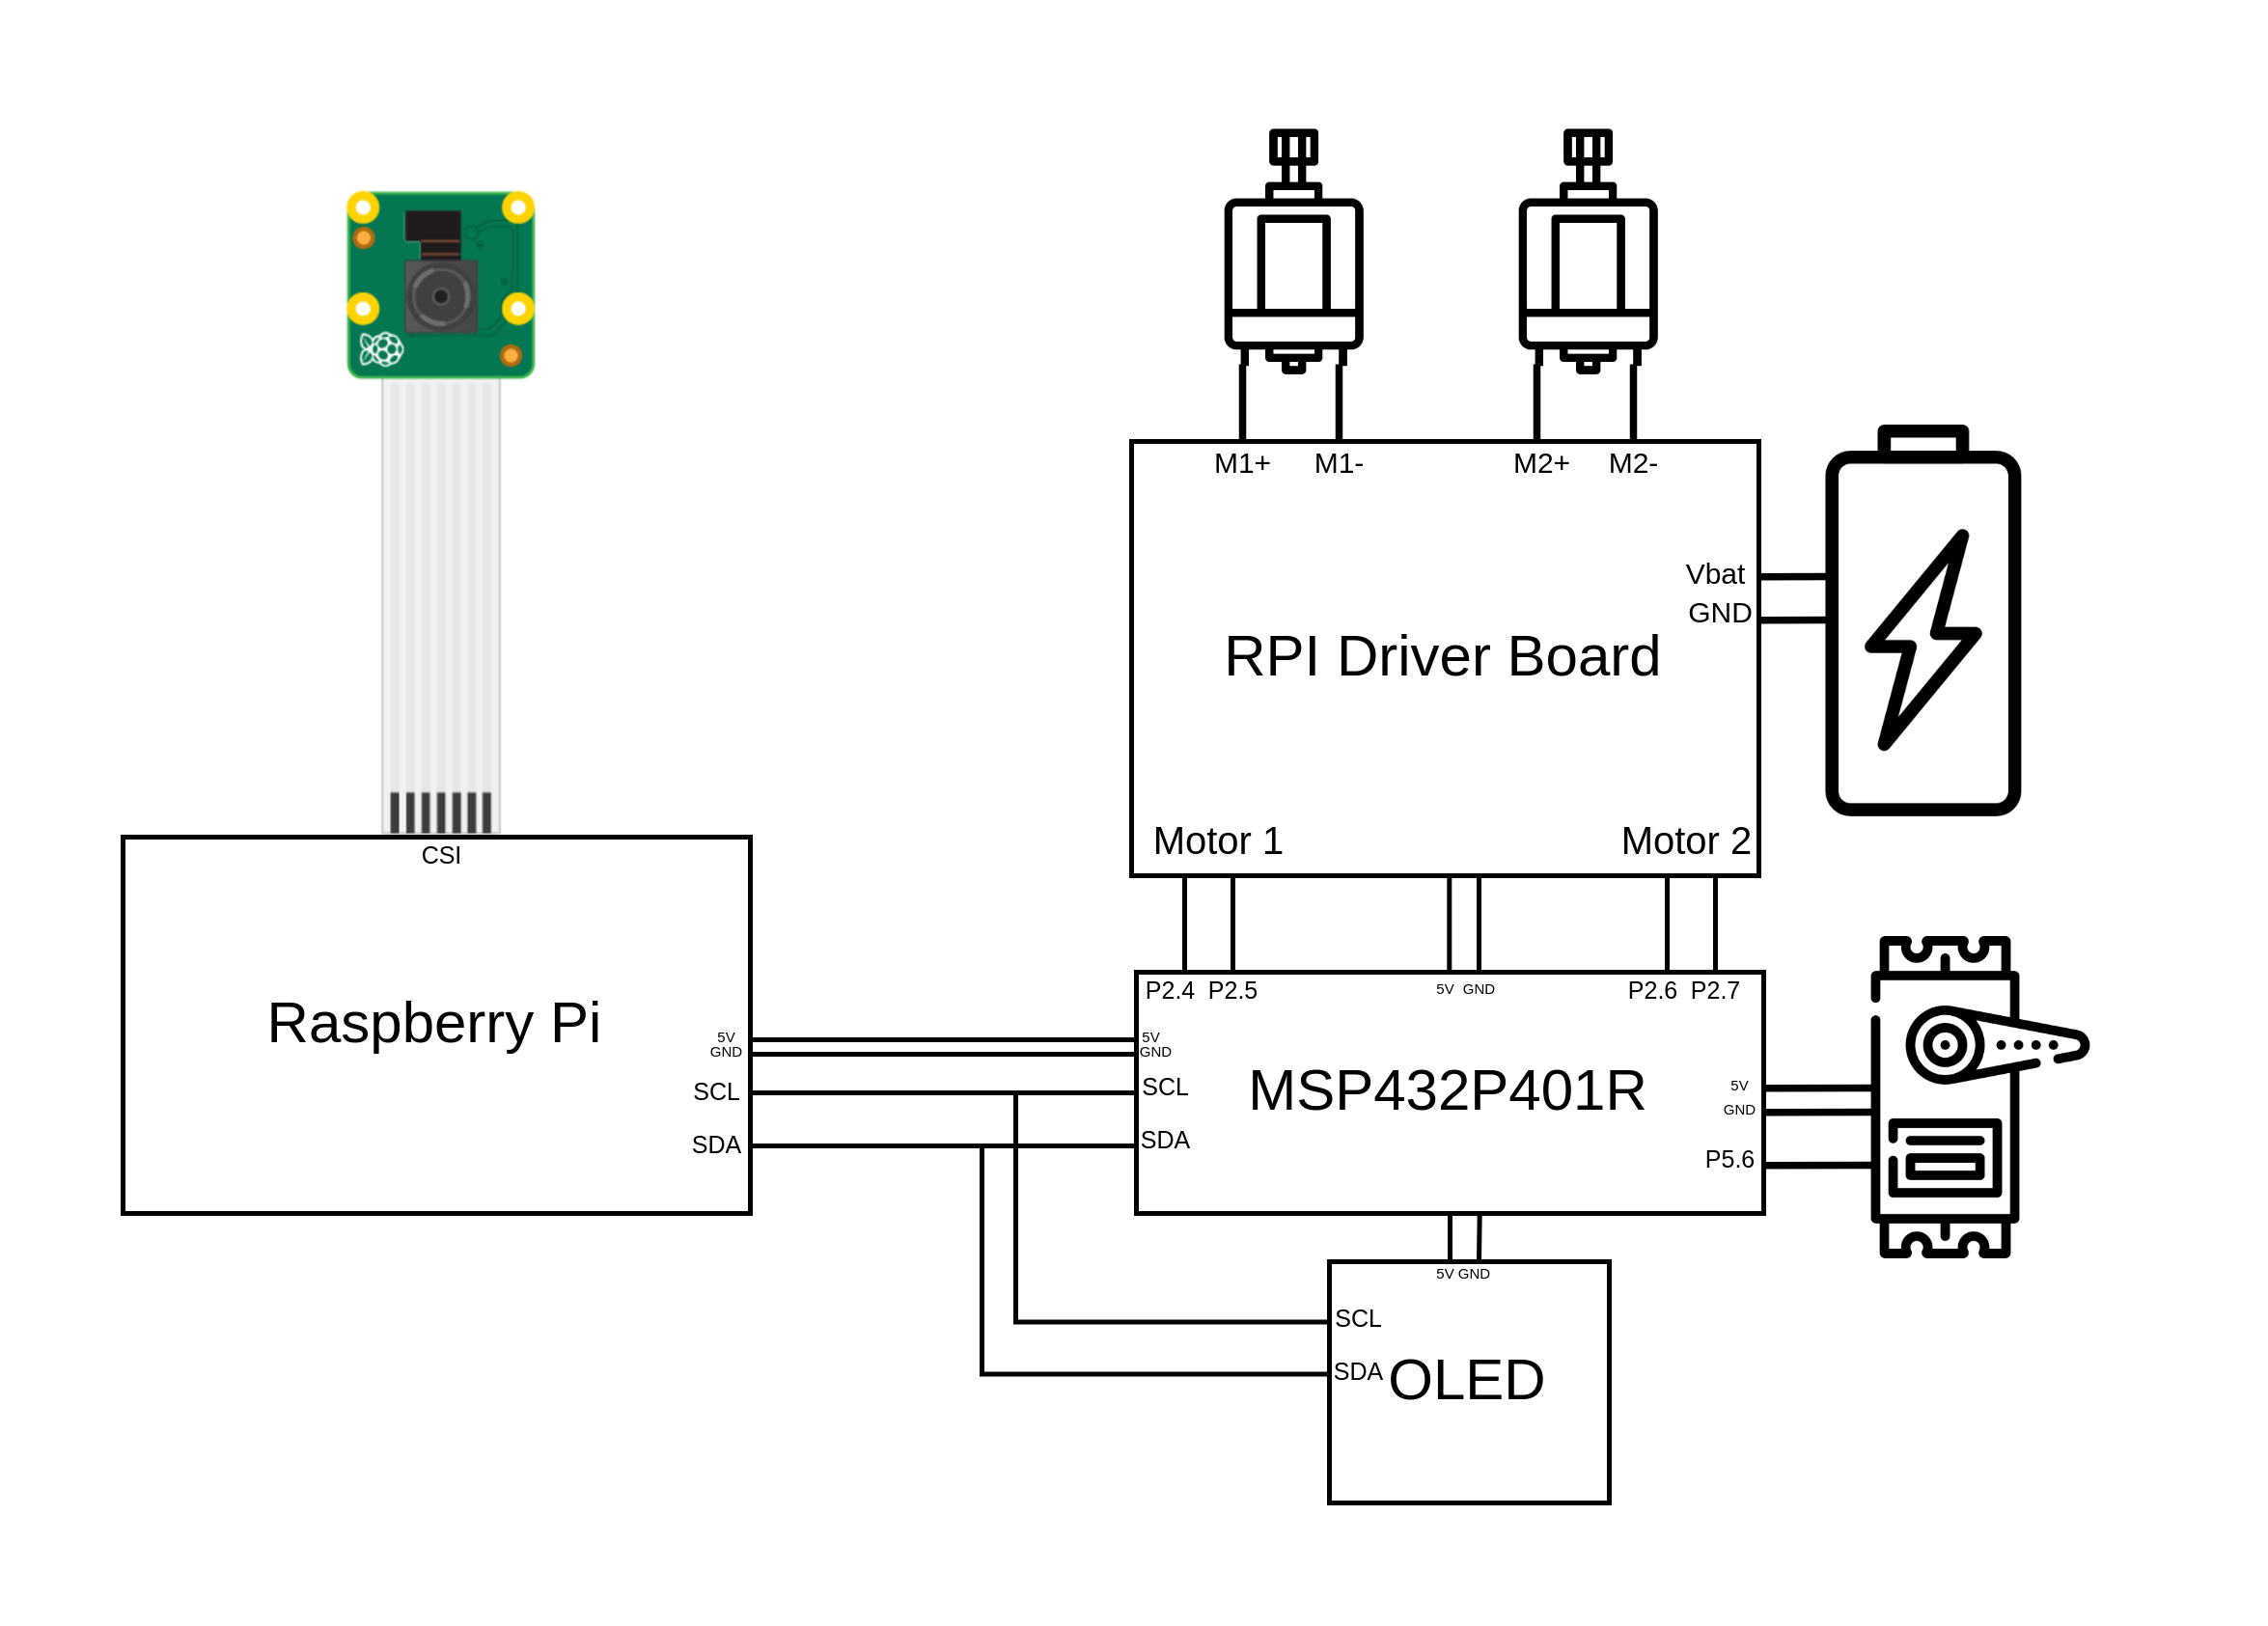 M1+ M1- M2+ M2-
Vbat
GND
RPI Driver Board
Motor 1 Motor 2
CSI
Raspberry Pi
5V
GND
SCL
SDA
P2.4 P2.5 5V GND P2.6 P2.7
5V
GND
SCL
SDA
MSP432P401R
5V
GND
P5.6
5V GND
SCL
SDA
OLED